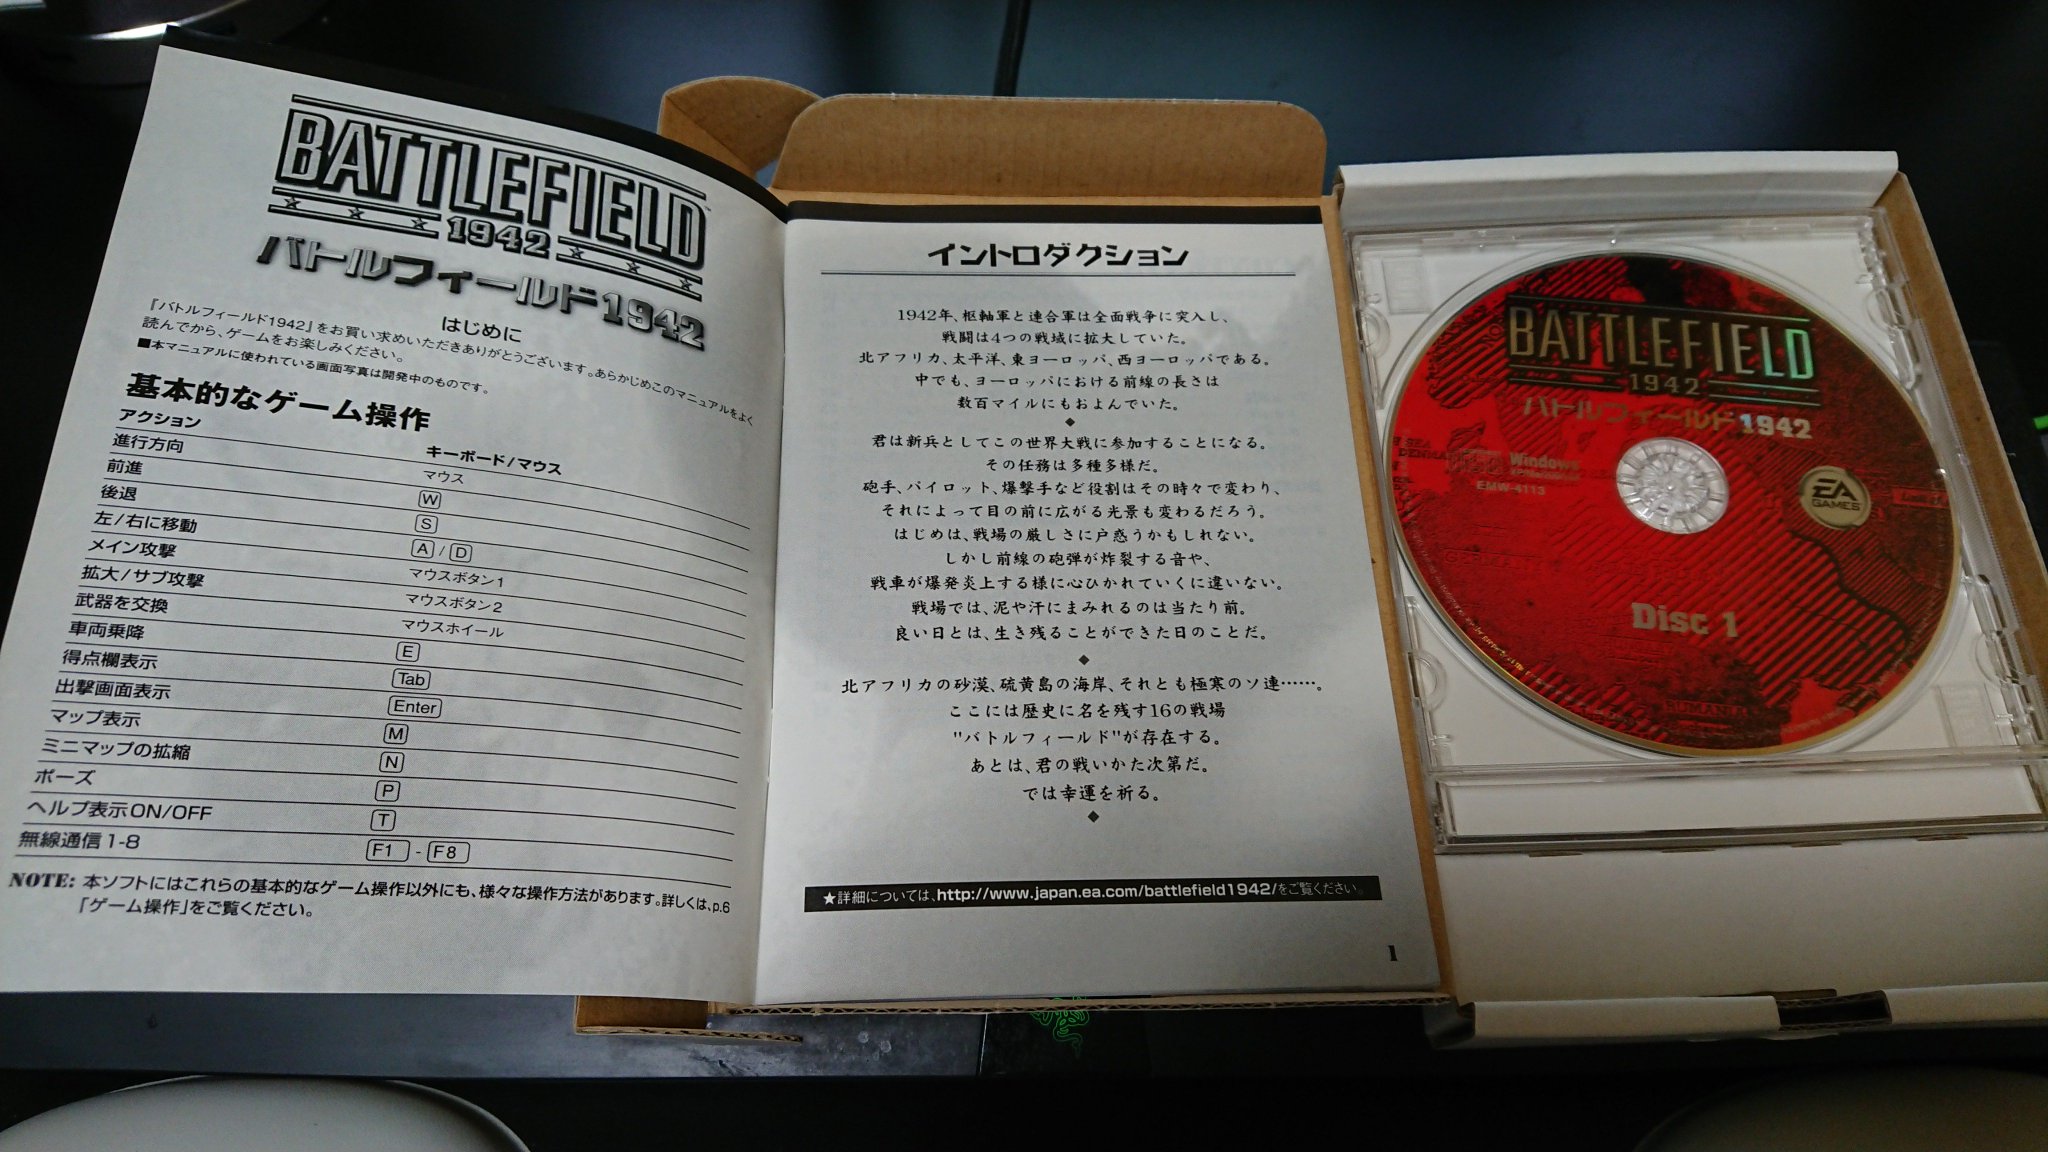 BATTLEFIELD
1942
バトルフィールド1942
はじめに
『バトルフィールド1942』をお買い求めいただきありがとうございます。あらかじめこのマニュアルをよく
読んでから、ゲームをお楽しみください。
■本マニュアルに使われている画面写真は開発中のものです。
基本的なゲーム操作
アクション キーボード/マウス
進行方向 マウス
前進 W
後退 S
左/右に移動 A / D
メイン攻撃 マウスボタン1
拡大/サブ攻撃 マウスボタン2
武器を交換 マウスホイール
車両乗降 E
得点欄表示 Tab
出撃画面表示 Enter
マップ表示 M
ミニマップの拡縮 N
ポーズ P
ヘルプ表示ON/OFF T
無線通信1-8 F1 - F8
NOTE: 本ソフトにはこれらの基本的なゲーム操作以外にも、様々な操作方法があります。詳しくは、p.6
「ゲーム操作」をご覧ください。
イントロダクション
1942年、枢軸軍と連合軍は全面戦争に突入し、
戦闘は4つの戦域に拡大していた。
北アフリカ、太平洋、東ヨーロッパ、西ヨーロッパである。
中でも、ヨーロッパにおける前線の長さは
数百マイルにもおよんでいた。
◆
君は新兵としてこの世界大戦に参加することになる。
その任務は多種多様だ。
砲手、パイロット、爆撃手など役割はその時々で変わり、
それによって目の前に広がる光景も変わるだろう。
はじめは、戦場の厳しさに戸惑うかもしれない。
しかし前線の砲弾が炸裂する音や、
戦車が爆発炎上する様に心ひかれていくに違いない。
戦場では、泥や汗にまみれるのは当たり前。
良い日とは、生き残ることができた日のことだ。
◆
北アフリカの砂漠、硫黄島の海岸、それとも極寒のソ連……。
ここには歴史に名を残す16の戦場
"バトルフィールド"が存在する。
あとは、君の戦いかた次第だ。
では幸運を祈る。
◆
★詳細については、http://www.japan.ea.com/battlefield1942/をご覧ください。
1
BATTLEFIELD
1942
バトルフィールド1942
Windows
EMW-4113
EA
GAMES
Disc 1
RUMANIA